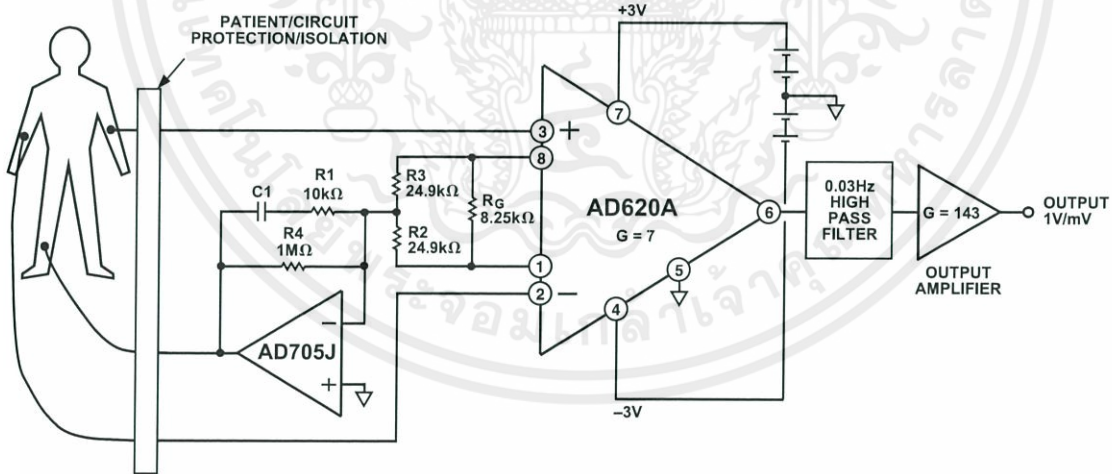 PATIENT/CIRCUIT
PROTECTION/ISOLATION
+3V
C1
R1
10kΩ
R4
1MΩ
R3
24.9kΩ
R2
24.9kΩ
RG
8.25kΩ
3
+
8
1
2
–
7
AD620A
G = 7
6
5
4
0.03Hz
HIGH
PASS
FILTER
G = 143
OUTPUT
1V/mV
OUTPUT
AMPLIFIER
–
AD705J
+
–3V